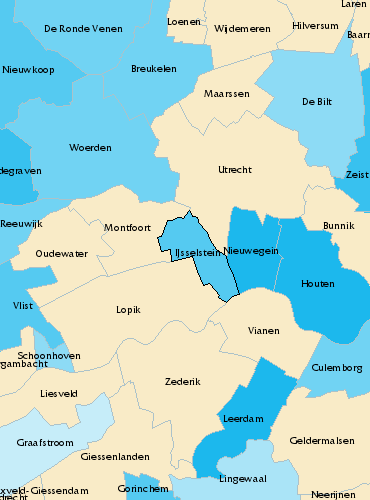 Laren
Loenen
Hilversum
De Ronde Venen
Wijdemeren
Baarn
Nieuwkoop
Breukelen
Maarssen
De Bilt
Woerden
Utrecht
degraven
Zeist
Reeuwijk
Montfoort
Bunnik
Oudewater
IJsselstein
Nieuwegein
Houten
Vlist
Lopik
Vianen
Schoonhoven
rgambacht
Culemborg
Zederik
Liesveld
Leerdam
Graafstroom
Geldermalsen
Giessenlanden
Lingewaal
Gorinchem
xveld-Giessendam
Neerijnen
drecht